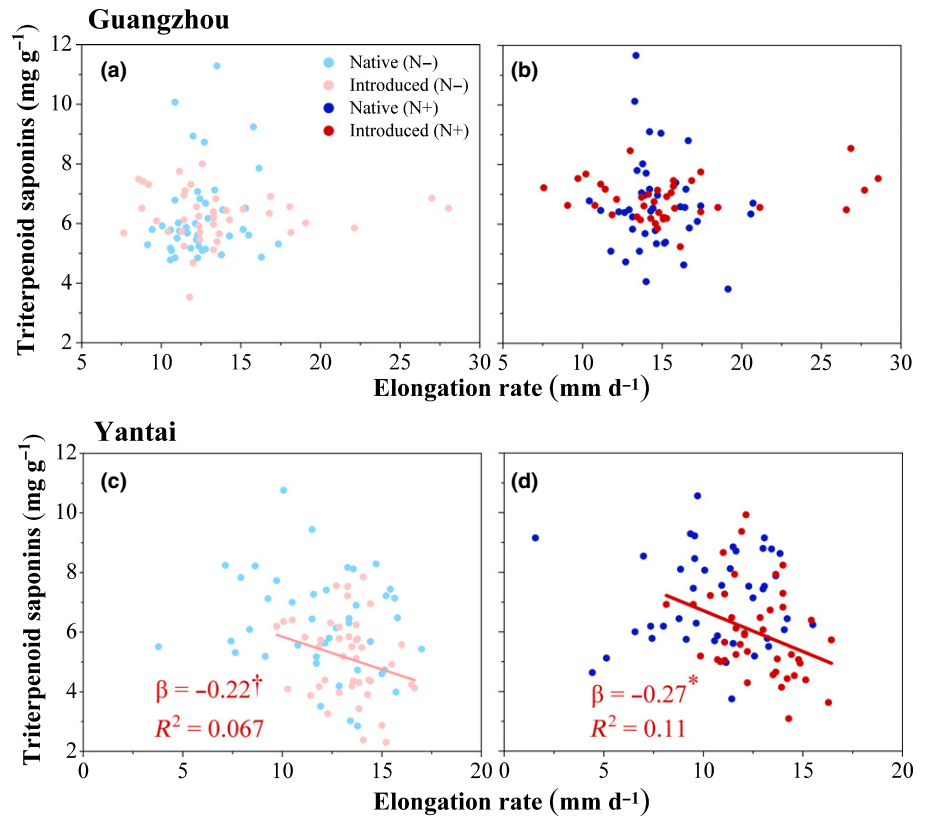 Guangzhou
Triterpenoid saponins (mg g⁻¹)
12
10
8
6
4
2
(a)
Native (N−)
Introduced (N−)
Native (N+)
Introduced (N+)
(b)
5 10 15 20 25 30
5 10 15 20 25 30
Elongation rate (mm d⁻¹)
Yantai
Triterpenoid saponins (mg g⁻¹)
12
10
8
6
4
2
(c)
β = −0.22†
R² = 0.067
(d)
β = −0.27*
R² = 0.11
0 5 10 15 20
0 5 10 15 20
Elongation rate (mm d⁻¹)